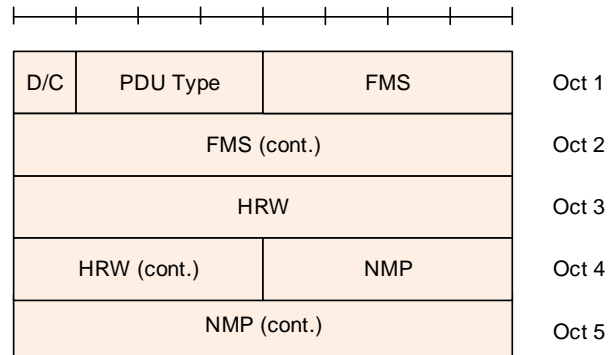 D/C PDU Type FMS Oct 1
FMS (cont.) Oct 2
HRW Oct 3
HRW (cont.) NMP Oct 4
NMP (cont.) Oct 5